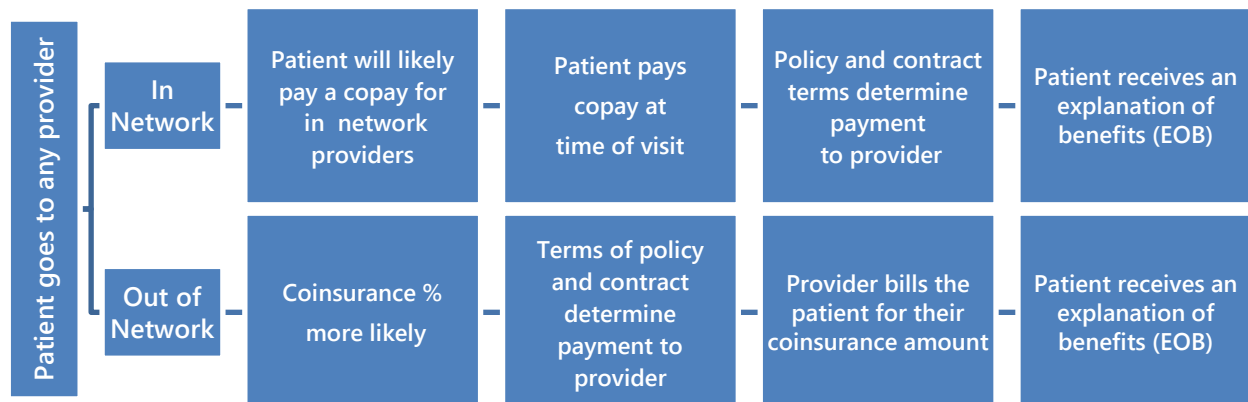 Patient goes to any provider
In
Network
Patient will likely
pay a copay for
in network
providers
Patient pays
copay at
time of visit
Policy and contract
terms determine
payment
to provider
Patient receives an
explanation of
benefits (EOB)
Out of
Network
Coinsurance %
more likely
Terms of policy
and contract
determine
payment to
provider
Provider bills the
patient for their
coinsurance amount
Patient receives an
explanation of
benefits (EOB)